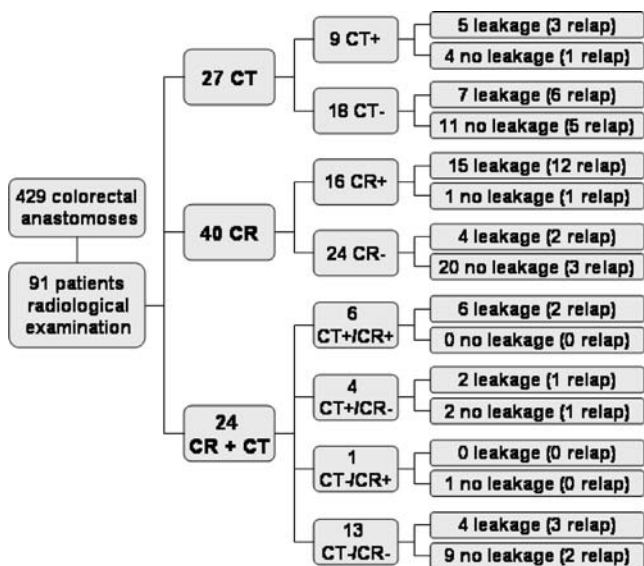 429 colorectal
anastomoses
91 patients
radiological
examination
27 CT
9 CT+
5 leakage (3 relap)
4 no leakage (1 relap)
18 CT-
7 leakage (6 relap)
11 no leakage (5 relap)
40 CR
16 CR+
15 leakage (12 relap)
1 no leakage (1 relap)
24 CR-
4 leakage (2 relap)
20 no leakage (3 relap)
24
CR + CT
6
CT+/CR+
6 leakage (2 relap)
0 no leakage (0 relap)
4
CT+/CR-
2 leakage (1 relap)
2 no leakage (1 relap)
1
CT-/CR+
0 leakage (0 relap)
1 no leakage (0 relap)
13
CT-/CR-
4 leakage (3 relap)
9 no leakage (2 relap)